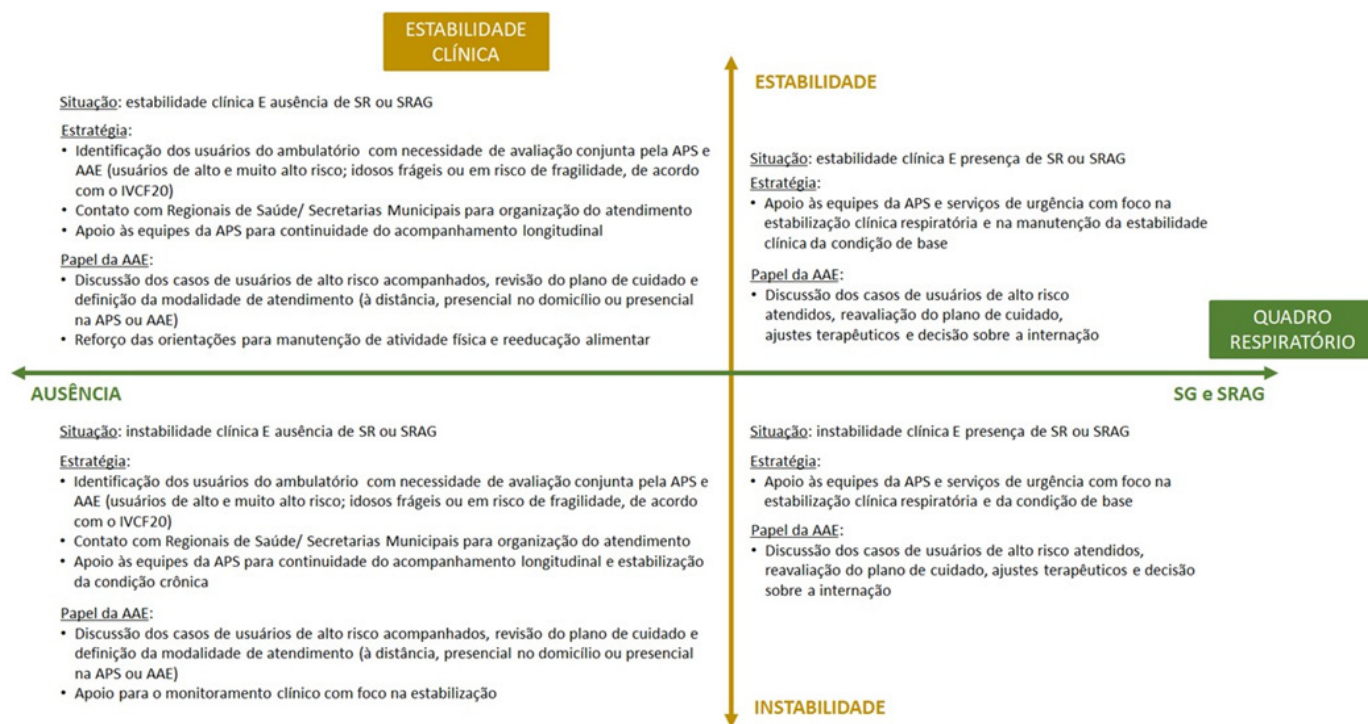 ESTABILIDADE
CLÍNICA
ESTABILIDADE
Situação: estabilidade clínica E ausência de SR ou SRAG
Estratégia:
• Identificação dos usuários do ambulatório com necessidade de avaliação conjunta pela APS e
AAE (usuários de alto e muito alto risco; idosos frágeis ou em risco de fragilidade, de acordo
com o IVCF20)
• Contato com Regionais de Saúde/ Secretarias Municipais para organização do atendimento
• Apoio às equipes da APS para continuidade do acompanhamento longitudinal
Papel da AAE:
• Discussão dos casos de usuários de alto risco acompanhados, revisão do plano de cuidado e
definição da modalidade de atendimento (à distância, presencial no domicílio ou presencial
na APS ou AAE)
• Reforço das orientações para manutenção de atividade física e reeducação alimentar
Situação: estabilidade clínica E presença de SR ou SRAG
Estratégia:
• Apoio às equipes da APS e serviços de urgência com foco na
estabilização clínica respiratória e na manutenção da estabilidade
clínica da condição de base
Papel da AAE:
• Discussão dos casos de usuários de alto risco
atendidos, reavaliação do plano de cuidado,
ajustes terapêuticos e decisão sobre a internação
QUADRO
RESPIRATÓRIO
AUSÊNCIA
SG e SRAG
Situação: instabilidade clínica E ausência de SR ou SRAG
Estratégia:
• Identificação dos usuários do ambulatório com necessidade de avaliação conjunta pela APS e
AAE (usuários de alto e muito alto risco; idosos frágeis ou em risco de fragilidade, de acordo
com o IVCF20)
• Contato com Regionais de Saúde/ Secretarias Municipais para organização do atendimento
• Apoio às equipes da APS para continuidade do acompanhamento longitudinal e estabilização
da condição crônica
Papel da AAE:
• Discussão dos casos de usuários de alto risco acompanhados, revisão do plano de cuidado e
definição da modalidade de atendimento (à distância, presencial no domicílio ou presencial
na APS ou AAE)
• Apoio para o monitoramento clínico com foco na estabilização
Situação: instabilidade clínica E presença de SR ou SRAG
Estratégia:
• Apoio às equipes da APS e serviços de urgência com foco na
estabilização clínica respiratória e da condição de base
Papel da AAE:
• Discussão dos casos de usuários de alto risco atendidos,
reavaliação do plano de cuidado, ajustes terapêuticos e decisão
sobre a internação
INSTABILIDADE